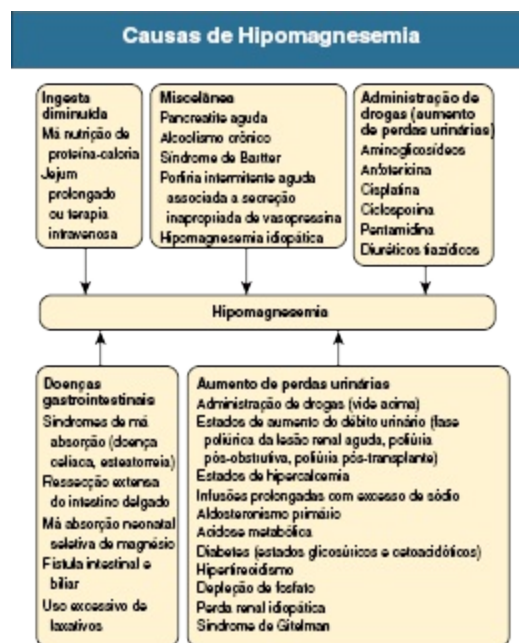 Causas de Hipomagnesemia
Ingesta
diminuída
Má nutrição de
proteína-caloria
Jejum
prolongado
ou terapia
intravenosa
Miscelânea
Pancreatite aguda
Alcoolismo crônico
Síndrome de Bartter
Porfiria intermitente aguda
associada a secreção
inapropriada de vasopressina
Hipomagnesemia idiopática
Administração de
drogas (aumento
de perdas urinárias)
Aminoglicosídeos
Anfotericina
Cisplatina
Ciclosporina
Pentamidina
Diuréticos tiazídicos
Hipomagnesemia
Doenças
gastrointestinais
Síndromes de má
absorção (doença
celíaca, esteatorreia)
Ressecção extensa
do intestino delgado
Má absorção neonatal
seletiva de magnésio
Fístula intestinal e
biliar
Uso excessivo de
laxativos
Aumento de perdas urinárias
Administração de drogas (vide acima)
Estados de aumento do débito urinário (fase
poliúrica da lesão renal aguda, poliúria
pós-obstrutiva, poliúria pós-transplante)
Estados de hipercalcemia
Infusões prolongadas com excesso de sódio
Aldosteronismo primário
Acidose metabólica
Diabetes (estados glicosúricos e cetoacidóticos)
Hipertireoidismo
Depleção de fosfato
Perda renal idiopática
Síndrome de Gitelman